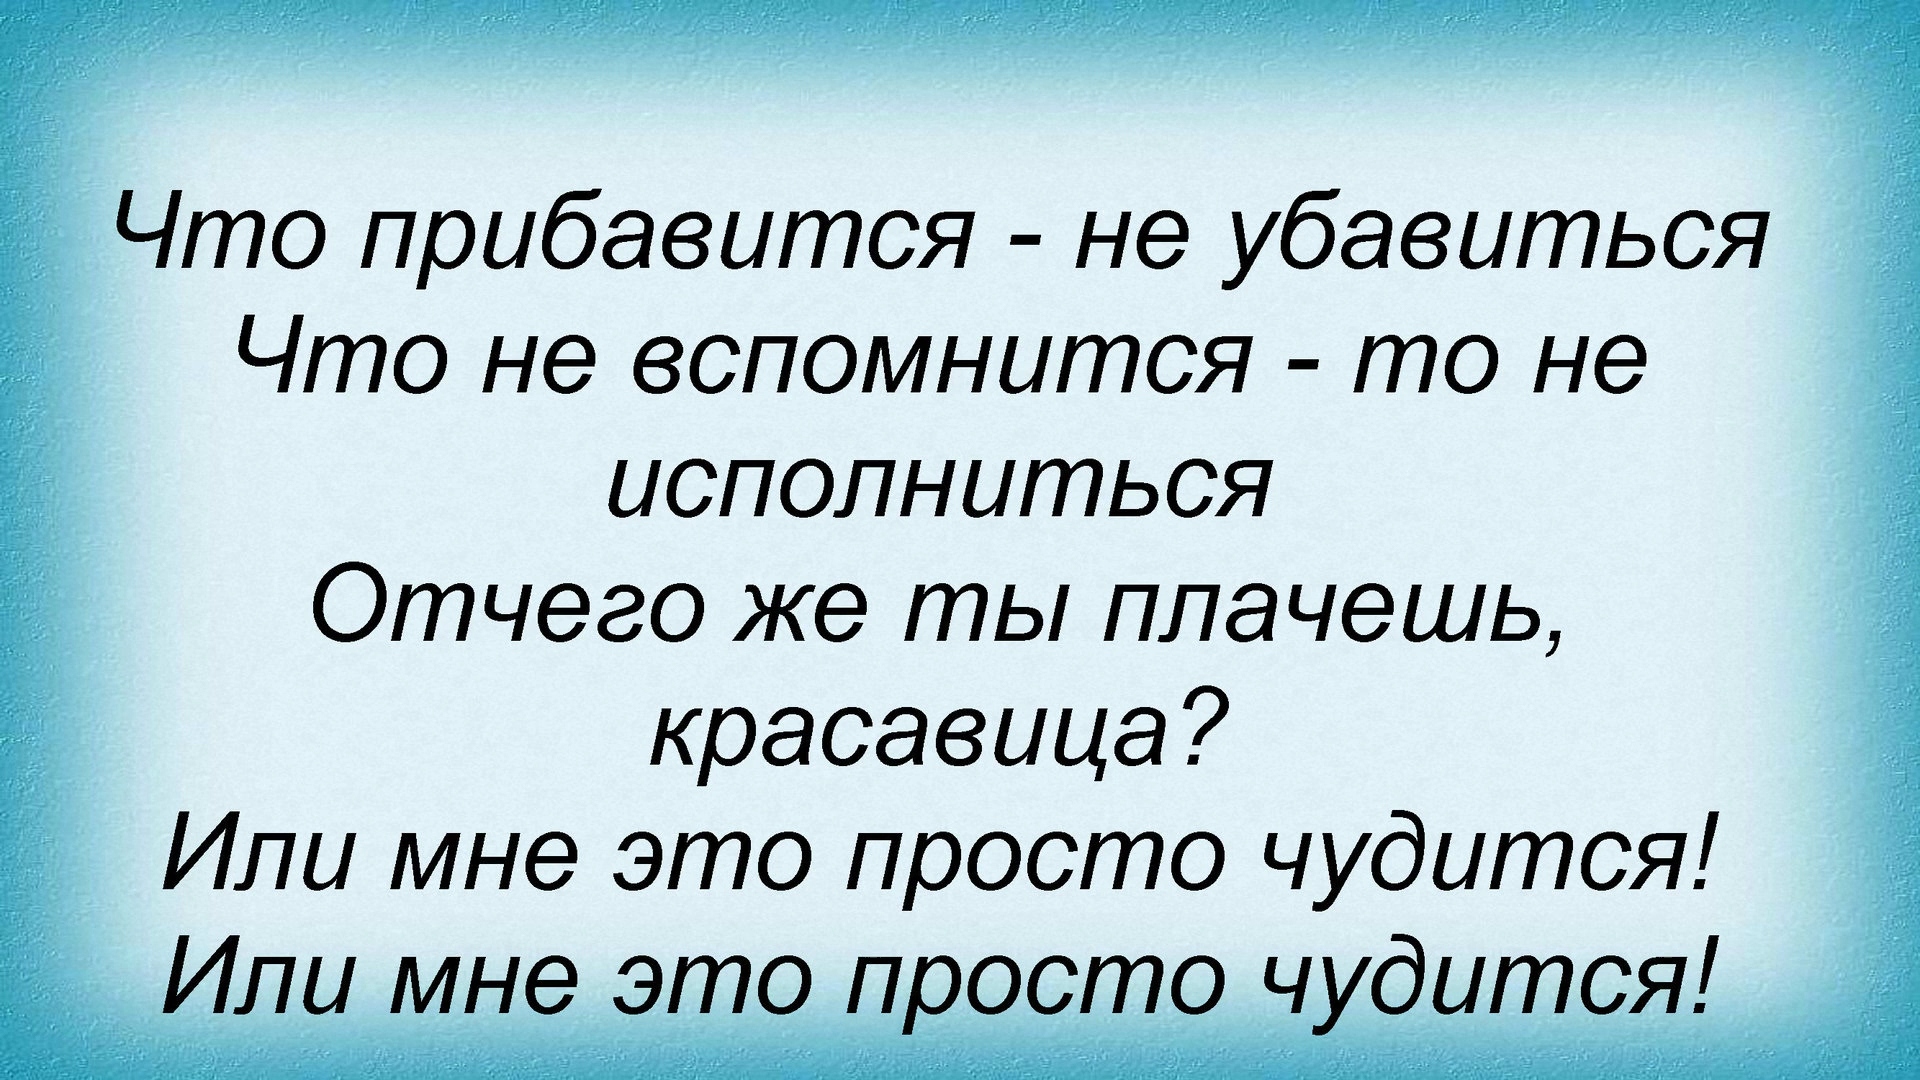 Что прибавится - не убавиться
Что не вспомнится - то не
исполниться
Отчего же ты плачешь,
красавица?
Или мне это просто чудится!
Или мне это просто чудится!